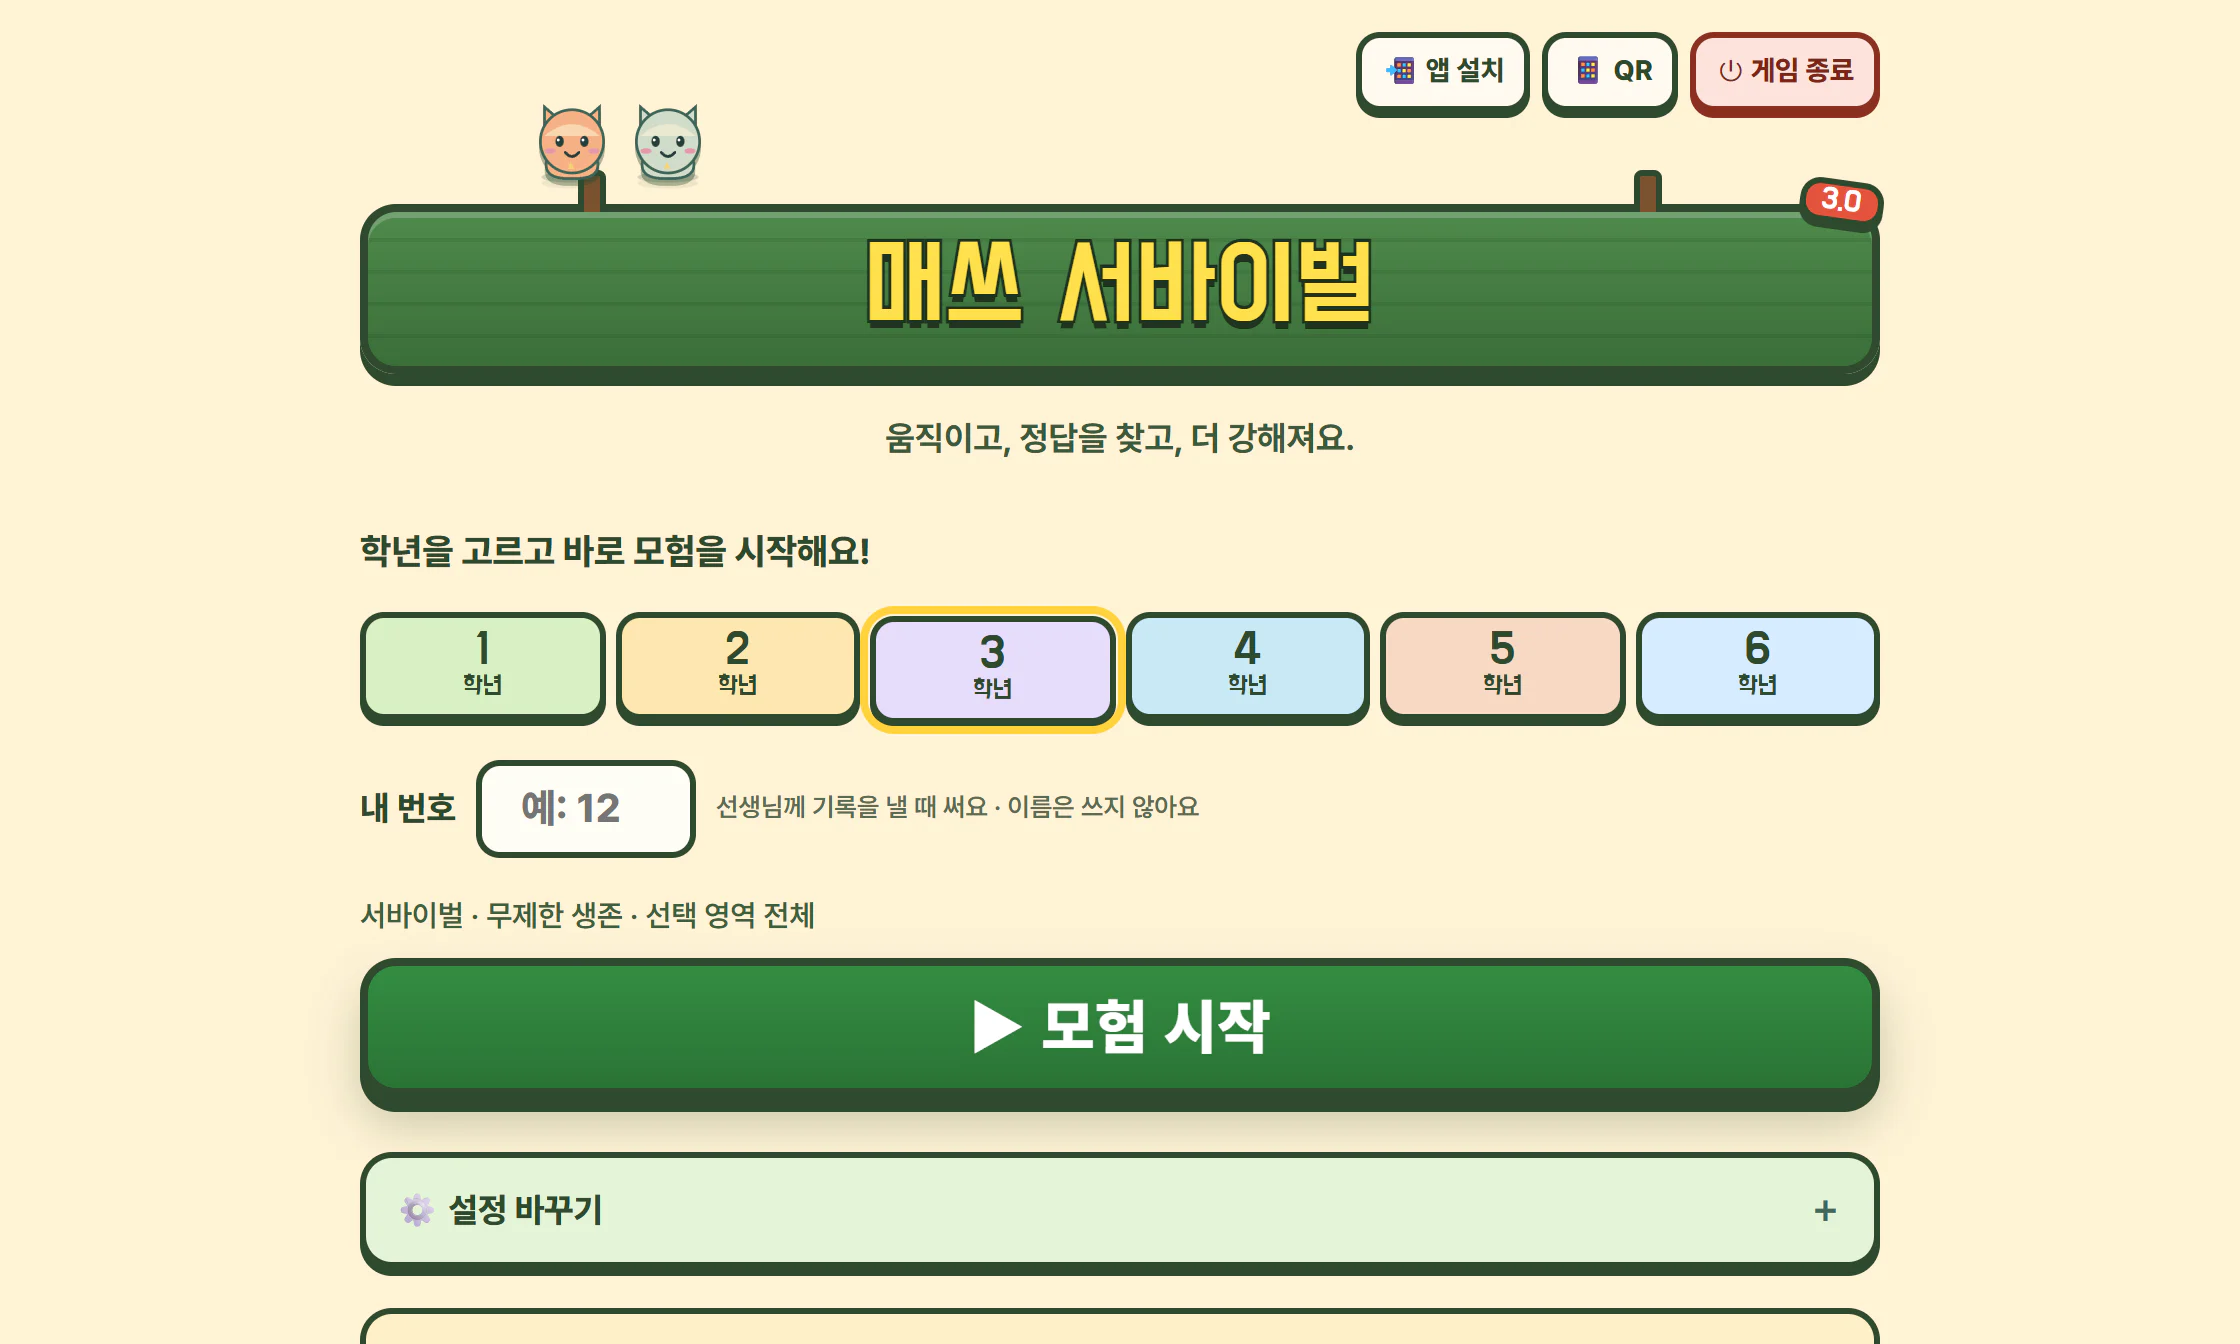 앱 설치
QR
게임 종료
3.0
매쓰 서바이벌
움직이고, 정답을 찾고, 더 강해져요.
학년을 고르고 바로 모험을 시작해요!
1 학년
2 학년
3 학년
4 학년
5 학년
6 학년
내 번호
예: 12
선생님께 기록을 낼 때 써요 · 이름은 쓰지 않아요
서바이벌 · 무제한 생존 · 선택 영역 전체
▶ 모험 시작
설정 바꾸기
+